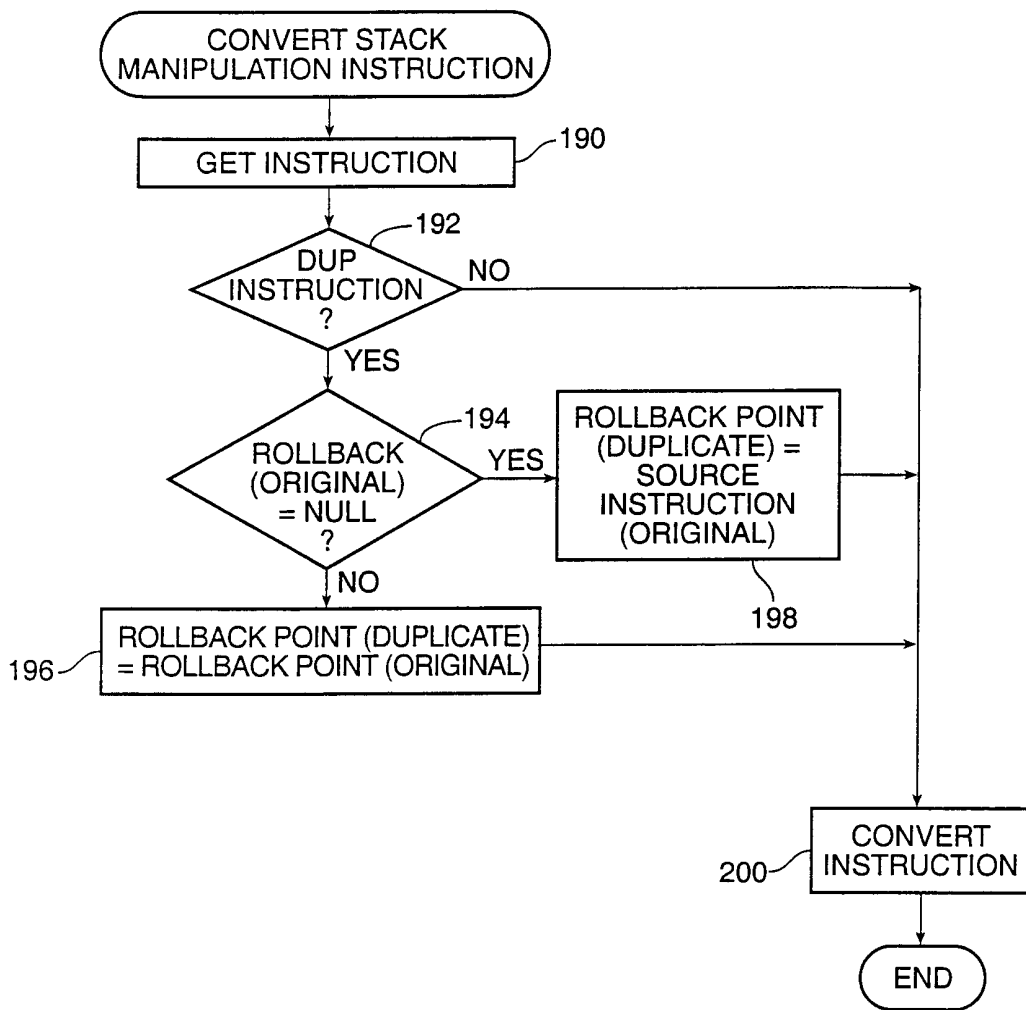 CONVERT STACK
MANIPULATION INSTRUCTION
GET INSTRUCTION
190
192
DUP
INSTRUCTION
?
NO
YES
194
ROLLBACK
(ORIGINAL)
= NULL
?
YES
ROLLBACK POINT
(DUPLICATE) =
SOURCE
INSTRUCTION
(ORIGINAL)
198
NO
ROLLBACK POINT (DUPLICATE)
= ROLLBACK POINT (ORIGINAL)
196
CONVERT
INSTRUCTION
200
END